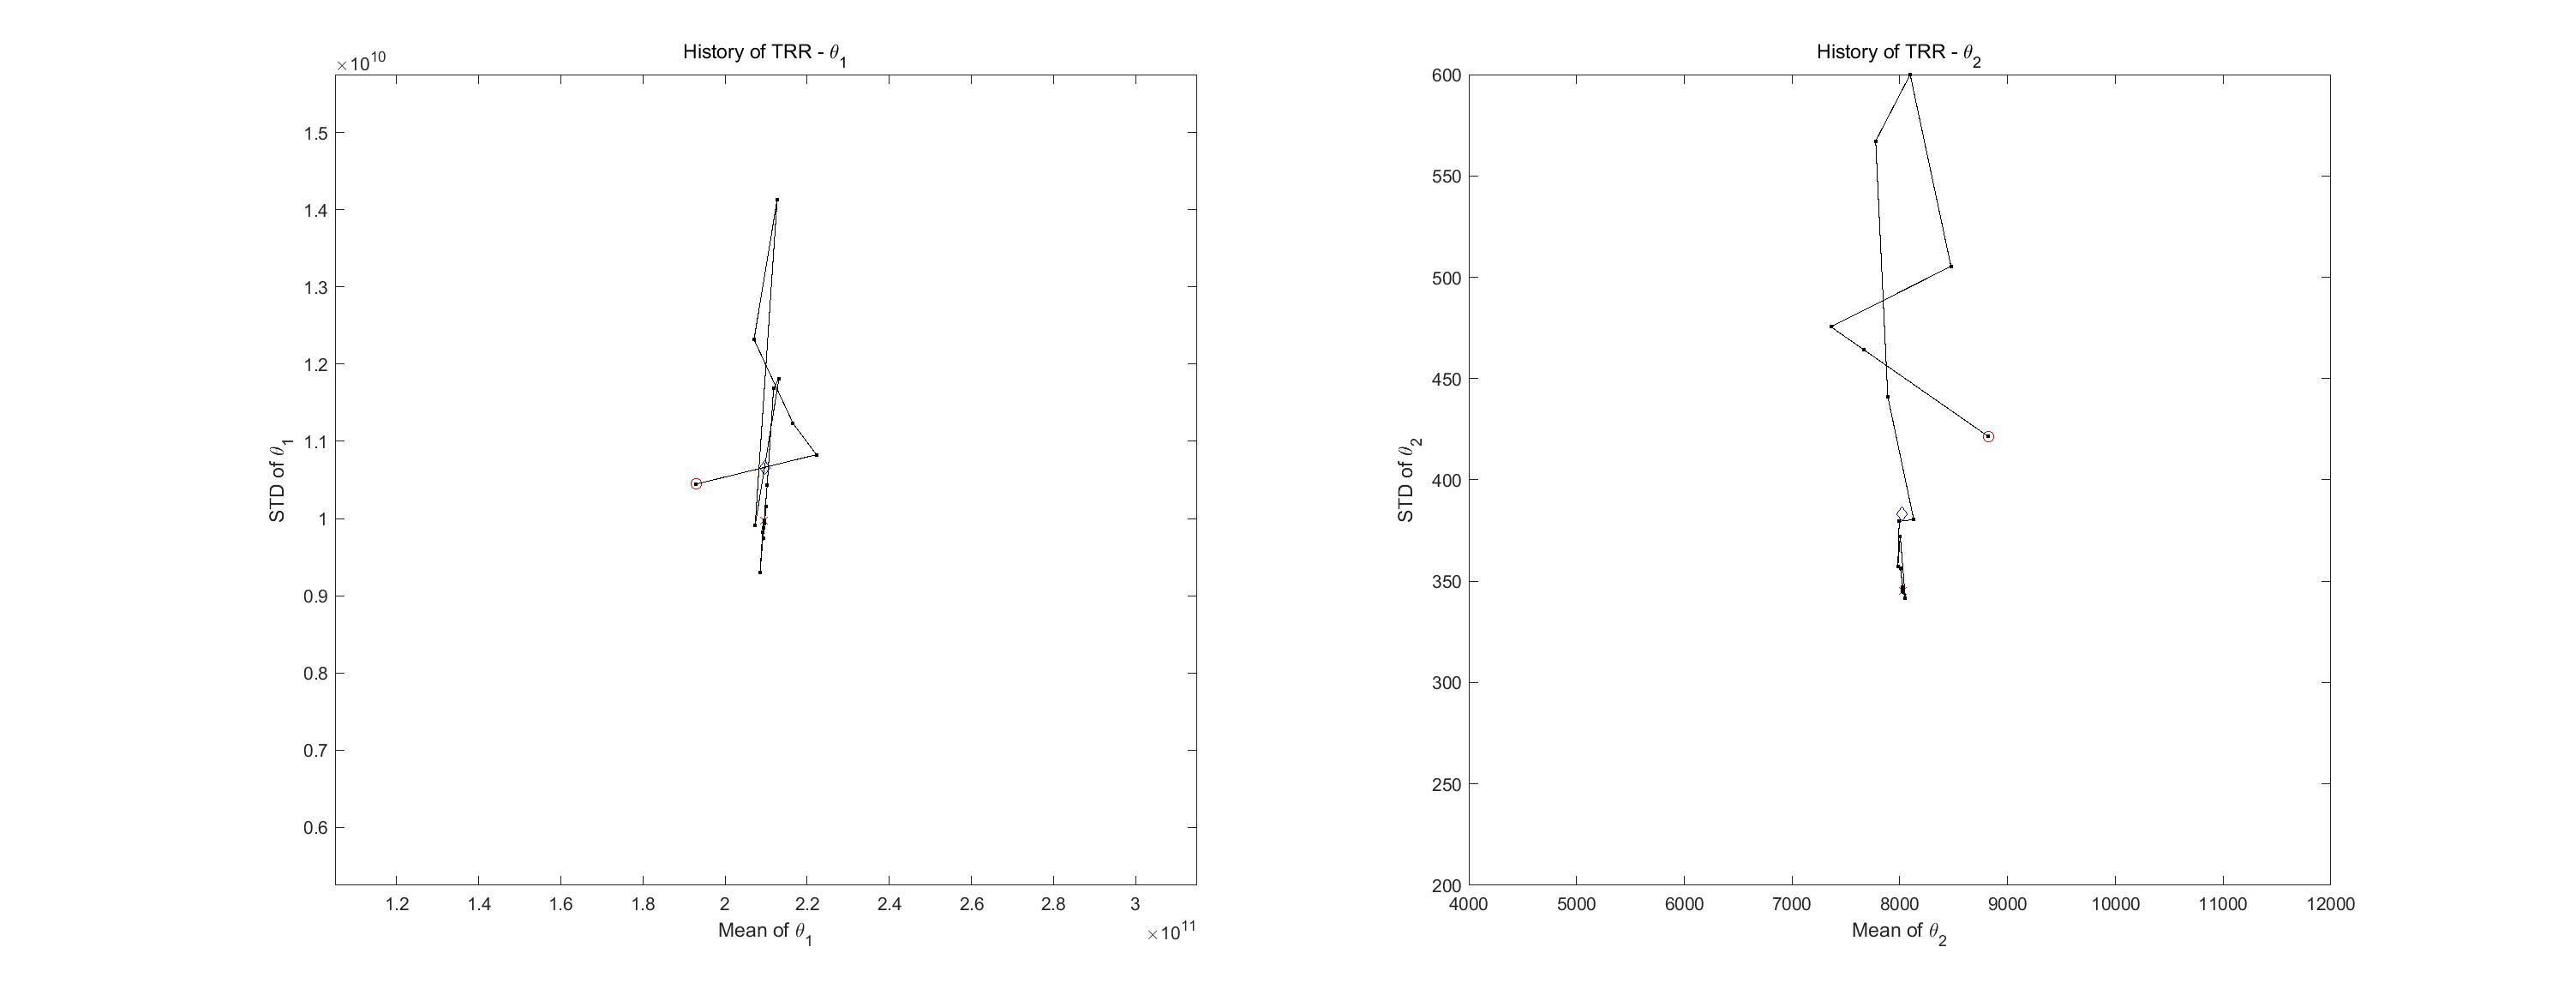 History of TRR - θ1
×10^10
1.5
1.4
1.3
1.2
1.1
1
0.9
0.8
0.7
0.6
STD of θ1
1.2 1.4 1.6 1.8 2 2.2 2.4 2.6 2.8 3
Mean of θ1
×10^11
History of TRR - θ2
600
550
500
450
400
350
300
250
200
STD of θ2
4000 5000 6000 7000 8000 9000 10000 11000 12000
Mean of θ2